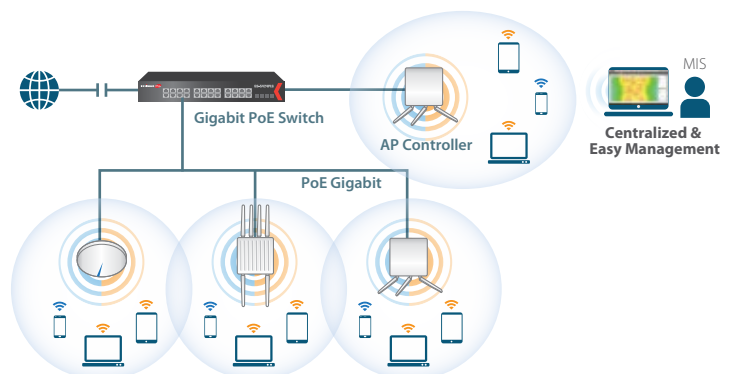 MIS
Gigabit PoE Switch
AP Controller
Centralized &
Easy Management
PoE Gigabit